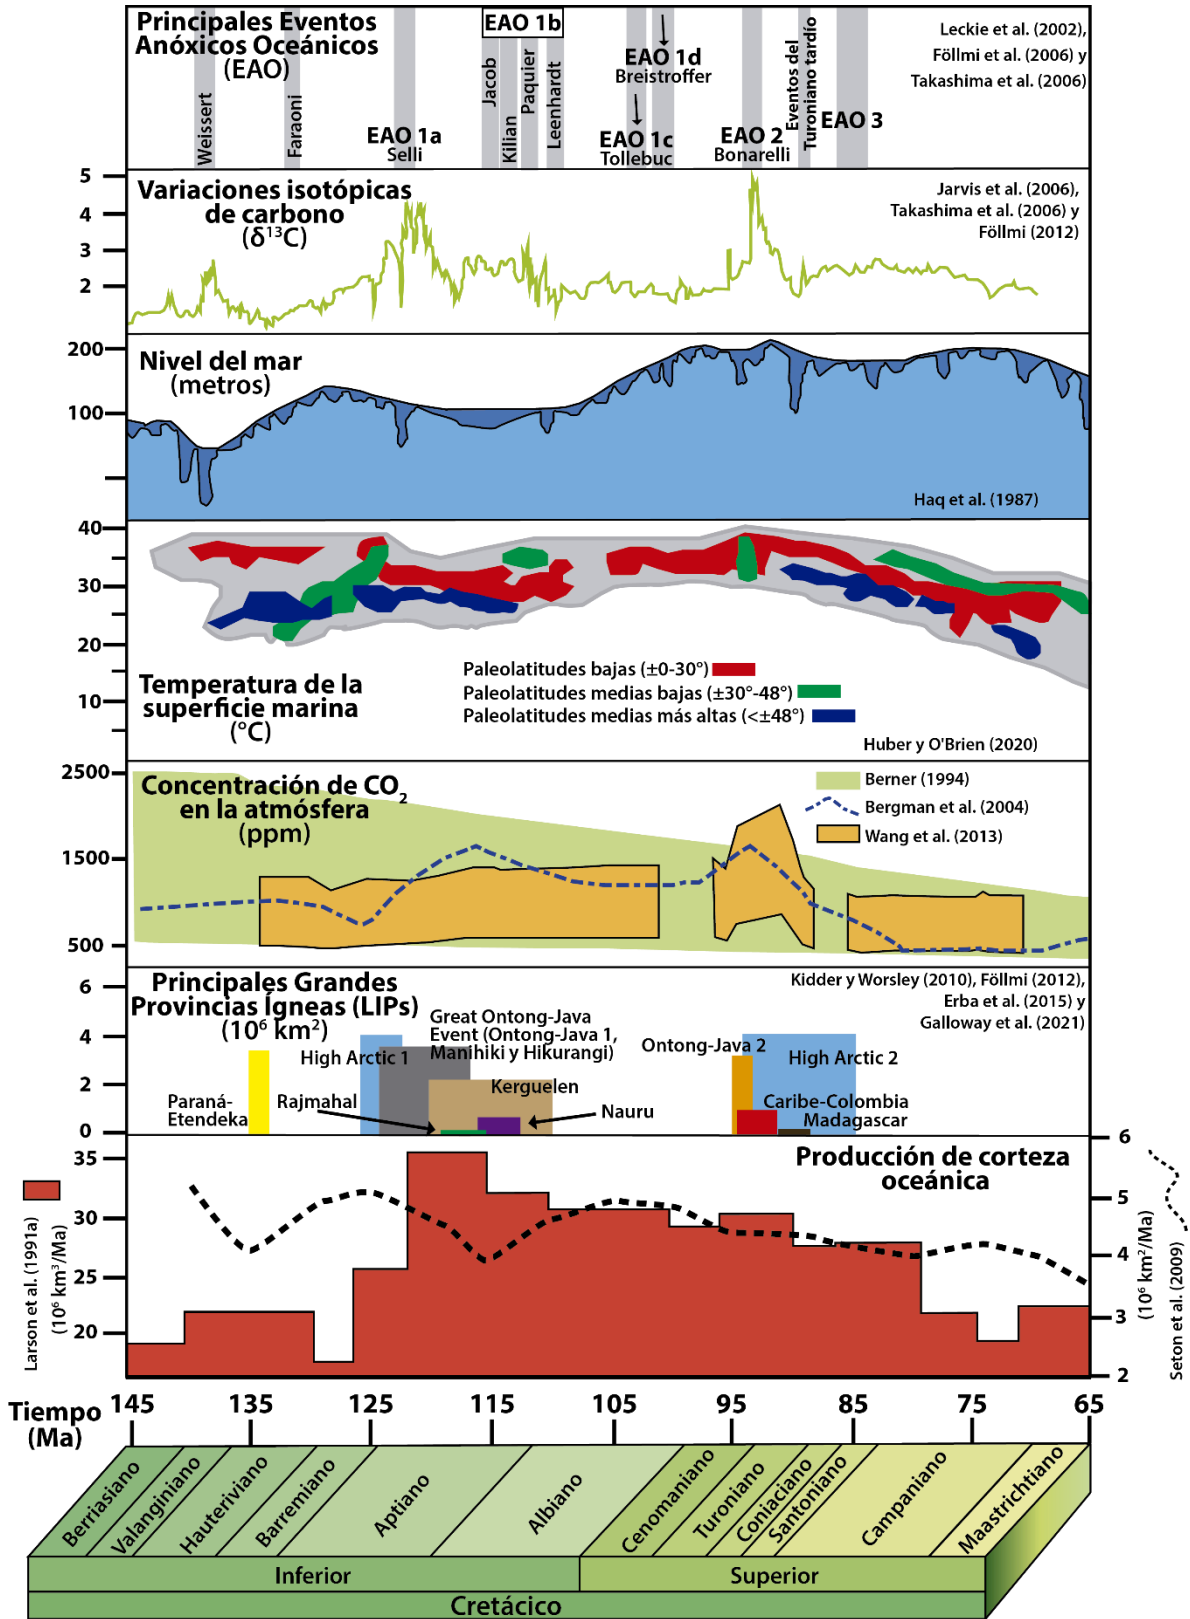 Principales Eventos
Anóxicos Oceánicos
(EAO)
Weissert
Faraoni
EAO 1a
Selli
EAO 1b
Jacob
Kilian
Paquier
Leenhardt
EAO 1d
Breistroffer
EAO 1c
Tollebuc
EAO 2
Bonarelli
Eventos del
Turoniano tardío
EAO 3
Leckie et al. (2002),
Föllmi et al. (2006) y
Takashima et al. (2006)
5
4
3
2
Variaciones isotópicas
de carbono
(δ¹³C)
Jarvis et al. (2006),
Takashima et al. (2006) y
Föllmi (2012)
200
100
Nivel del mar
(metros)
Haq et al. (1987)
40
30
20
10
Paleolatitudes bajas (±0-30°)
Paleolatitudes medias bajas (±30°-48°)
Paleolatitudes medias más altas (<±48°)
Temperatura de la
superficie marina
(°C)
Huber y O'Brien (2020)
2500
1500
500
Concentración de CO₂
en la atmósfera
(ppm)
Berner (1994)
Bergman et al. (2004)
Wang et al. (2013)
6
4
2
0
Principales Grandes
Provincias Ígneas (LIPs)
(10⁶ km²)
Kidder y Worsley (2010), Föllmi (2012),
Erba et al. (2015) y
Galloway et al. (2021)
Paraná-
Etendeka
High Arctic 1
Great Ontong-Java
Event (Ontong-Java 1,
Manihiki y Hikurangi)
Rajmahal
Kerguelen
Nauru
Ontong-Java 2
High Arctic 2
Caribe-Colombia
Madagascar
Producción de corteza
oceánica
35
30
25
20
Larson et al. (1991a)
(10⁶ km³/Ma)
6
5
4
3
2
(10⁶ km²/Ma)
Seton et al. (2009)
Tiempo
(Ma)
145 135 125 115 105 95 85 75 65
Berriasiano
Valanginiano
Hauteriviano
Barremiano
Aptiano
Albiano
Cenomaniano
Turoniano
Coniaciano
Santoniano
Campaniano
Maastrichtiano
Inferior
Superior
Cretácico